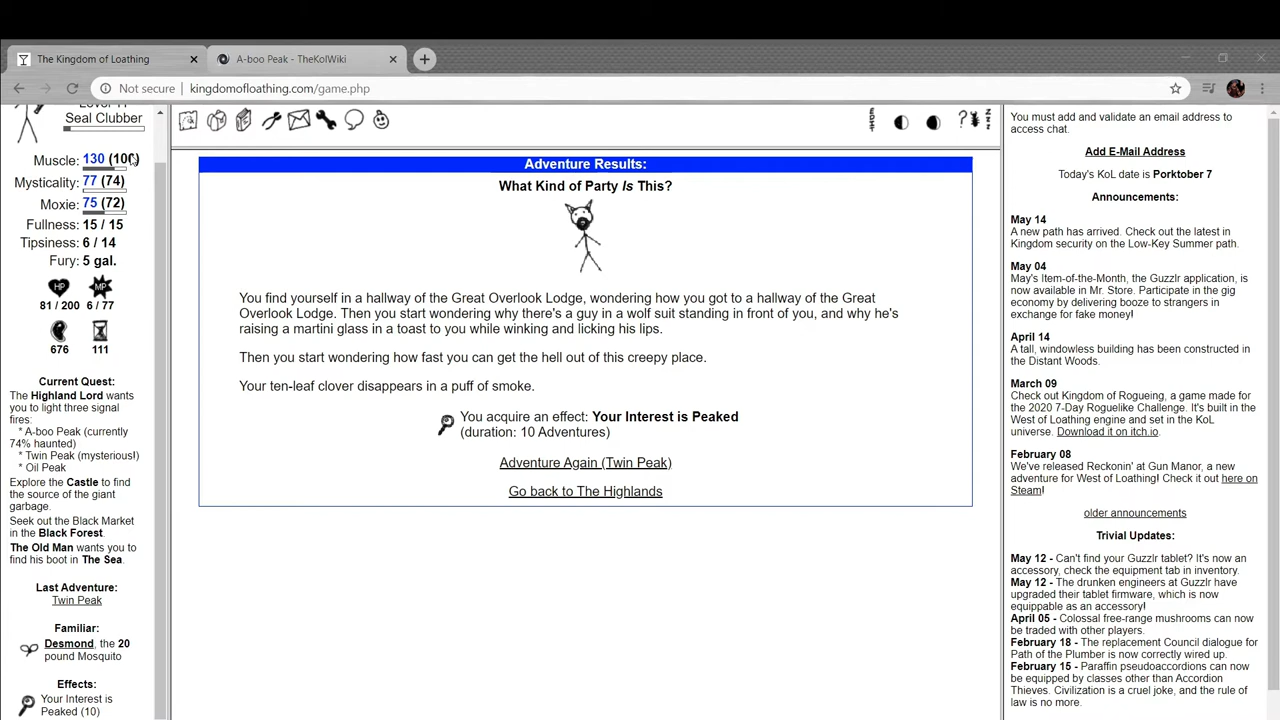 The Kingdom of Loathing
A-boo Peak - TheKolWiki
Not secure
kingdomofloathing.com/game.php
Seal Clubber
Muscle: 130 (100)
Mysticality: 77 (74)
Moxie: 75 (72)
Fullness: 15 / 15
Tipsiness: 6 / 14
Fury: 5 gal.
HP
MP
81 / 200
6 / 77
676
111
Current Quest:
The Highland Lord wants
you to light three signal
fires:
* A-boo Peak (currently
74% haunted)
* Twin Peak (mysterious!)
* Oil Peak
Explore the Castle to find
the source of the giant
garbage.
Seek out the Black Market
in the Black Forest.
The Old Man wants you to
find his boot in The Sea.
Last Adventure:
Twin Peak
Familiar:
Desmond, the 20
pound Mosquito
Effects:
Your Interest is
Peaked (10)
Adventure Results:
What Kind of Party Is This?
You find yourself in a hallway of the Great Overlook Lodge, wondering how you got to a hallway of the Great
Overlook Lodge. Then you start wondering why there's a guy in a wolf suit standing in front of you, and why he's
raising a martini glass in a toast to you while winking and licking his lips.
Then you start wondering how fast you can get the hell out of this creepy place.
Your ten-leaf clover disappears in a puff of smoke.
You acquire an effect: Your Interest is Peaked
(duration: 10 Adventures)
Adventure Again (Twin Peak)
Go back to The Highlands
You must add and validate an email address to
access chat.
Add E-Mail Address
Today's KoL date is Porktober 7
Announcements:
May 14
A new path has arrived. Check out the latest in
Kingdom security on the Low-Key Summer path.
May 04
May's Item-of-the-Month, the Guzzlr application, is
now available in Mr. Store. Participate in the gig
economy by delivering booze to strangers in
exchange for fake money!
April 14
A tall, windowless building has been constructed in
the Distant Woods.
March 09
Check out Kingdom of Rogueing, a game made for
the 2020 7-Day Roguelike Challenge. It's built in the
West of Loathing engine and set in the KoL
universe. Download it on itch.io.
February 08
We've released Reckonin' at Gun Manor, a new
adventure for West of Loathing! Check it out here on
Steam!
older announcements
Trivial Updates:
May 12 - Can't find your Guzzlr tablet? It's now an
accessory, check the equipment tab in inventory.
May 12 - The drunken engineers at Guzzlr have
upgraded their tablet firmware, which is now
equippable as an accessory!
April 05 - Colossal free-range mushrooms can now
be traded with other players.
February 18 - The replacement Council dialogue for
Path of the Plumber is now correctly wired up.
February 15 - Paraffin pseudoaccordions can now
be equipped by classes other than Accordion
Thieves. Civilization is a cruel joke, and the rule of
law is no more.